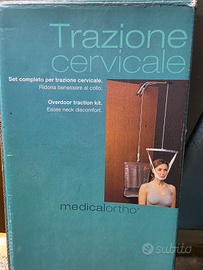 Trazione
cervicale
Set completo per trazione cervicale.
Ridona benessere al collo.
Overdoor traction kit.
Eases neck discomfort.
medicalortho
subito